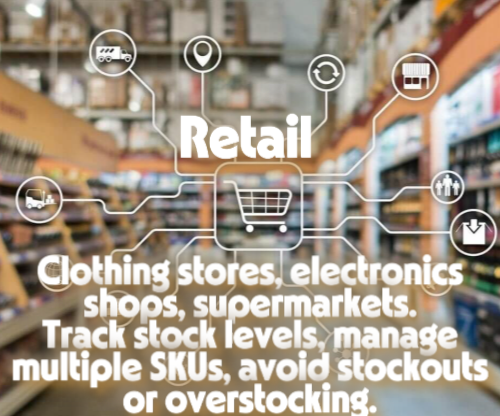 Retail
Clothing stores, electronics
shops, supermarkets.
Track stock levels, manage
multiple SKUs, avoid stockouts
or overstocking.